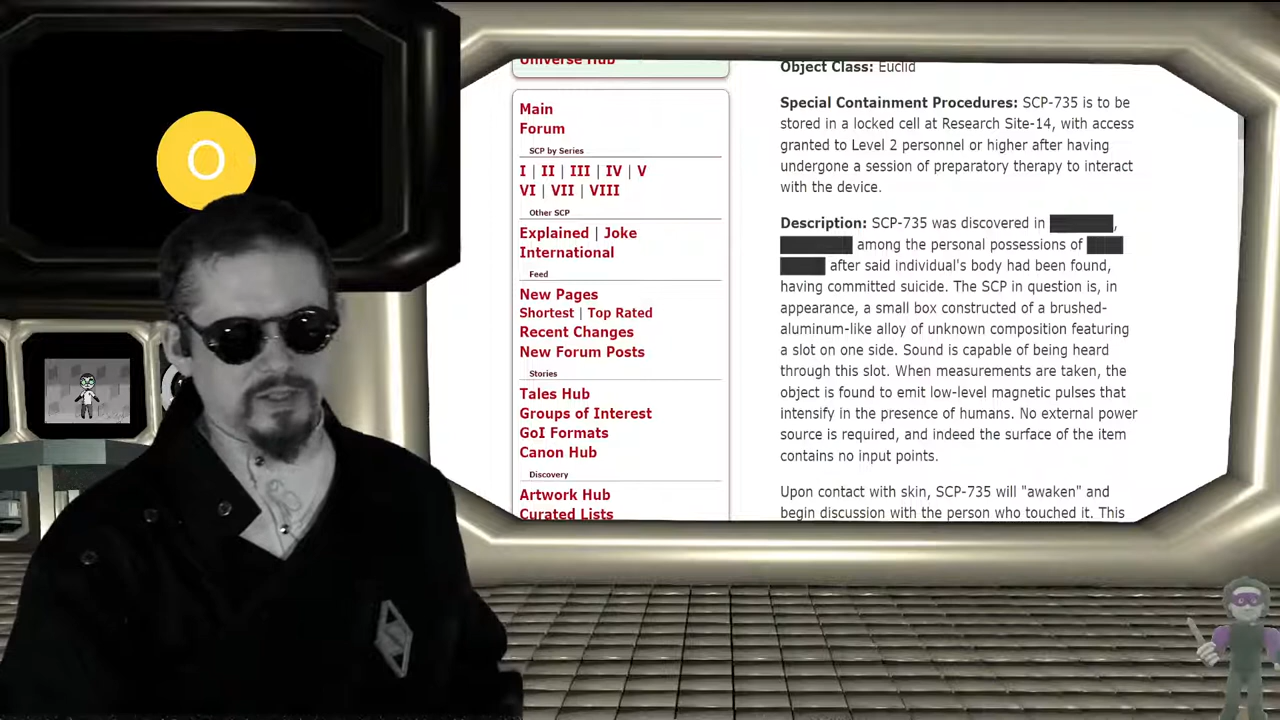 O
Universe Hub
Main
Forum
SCP by Series
I | II | III | IV | V
VI | VII | VIII
Other SCP
Explained | Joke
International
Feed
New Pages
Shortest | Top Rated
Recent Changes
New Forum Posts
Stories
Tales Hub
Groups of Interest
GoI Formats
Canon Hub
Discovery
Artwork Hub
Curated Lists
Object Class: Euclid
Special Containment Procedures: SCP-735 is to be
stored in a locked cell at Research Site-14, with access
granted to Level 2 personnel or higher after having
undergone a session of preparatory therapy to interact
with the device.
Description: SCP-735 was discovered in ██████,
███████ among the personal possessions of ████
█████ after said individual's body had been found,
having committed suicide. The SCP in question is, in
appearance, a small box constructed of a brushed-
aluminum-like alloy of unknown composition featuring
a slot on one side. Sound is capable of being heard
through this slot. When measurements are taken, the
object is found to emit low-level magnetic pulses that
intensify in the presence of humans. No external power
source is required, and indeed the surface of the item
contains no input points.
Upon contact with skin, SCP-735 will "awaken" and
begin discussion with the person who touched it. This